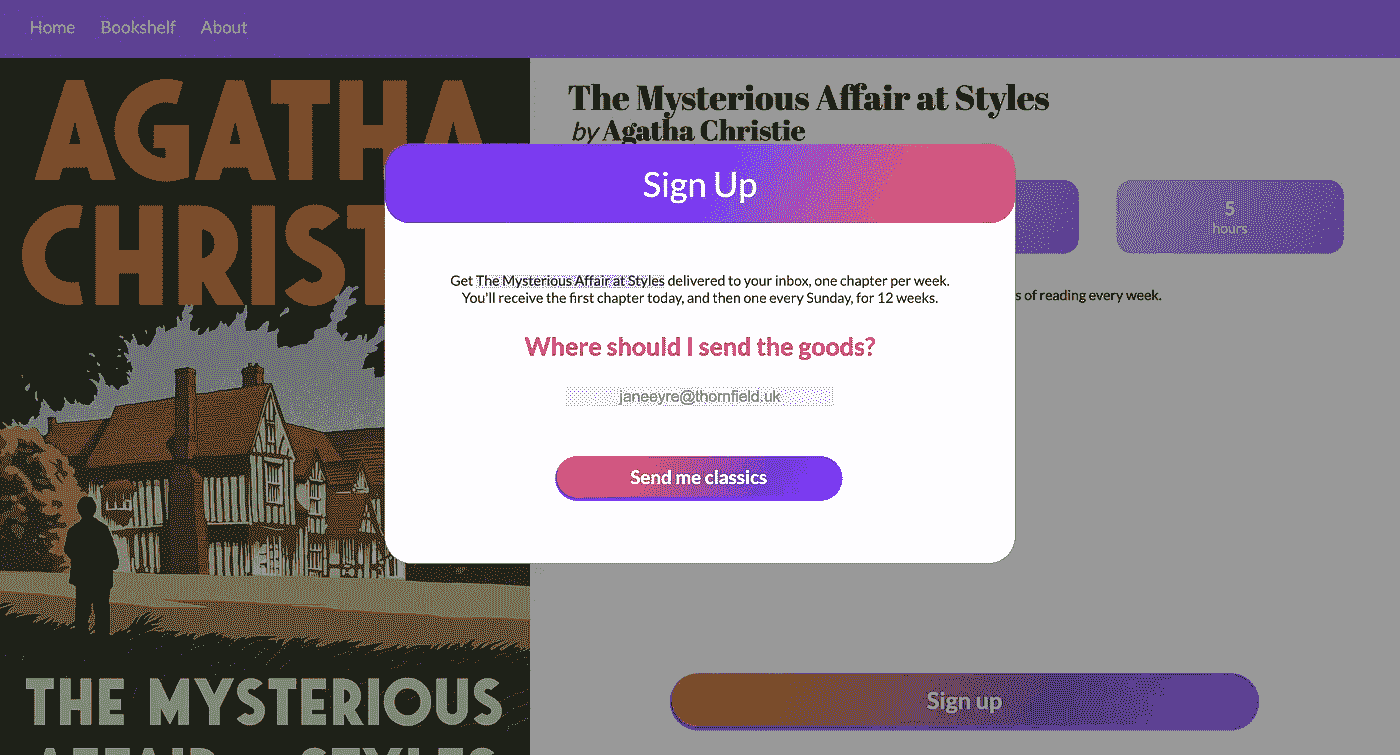 Home Bookshelf About
AGATHA
CHRIST
THE MYSTERIOUS
AFFAIR STYLES
The Mysterious Affair at Styles
by Agatha Christie
5
hours
s of reading every week.
Sign up
Sign Up
Get The Mysterious Affair at Styles delivered to your inbox, one chapter per week.
You'll receive the first chapter today, and then one every Sunday, for 12 weeks.
Where should I send the goods?
janeeyre@thornfield.uk
Send me classics